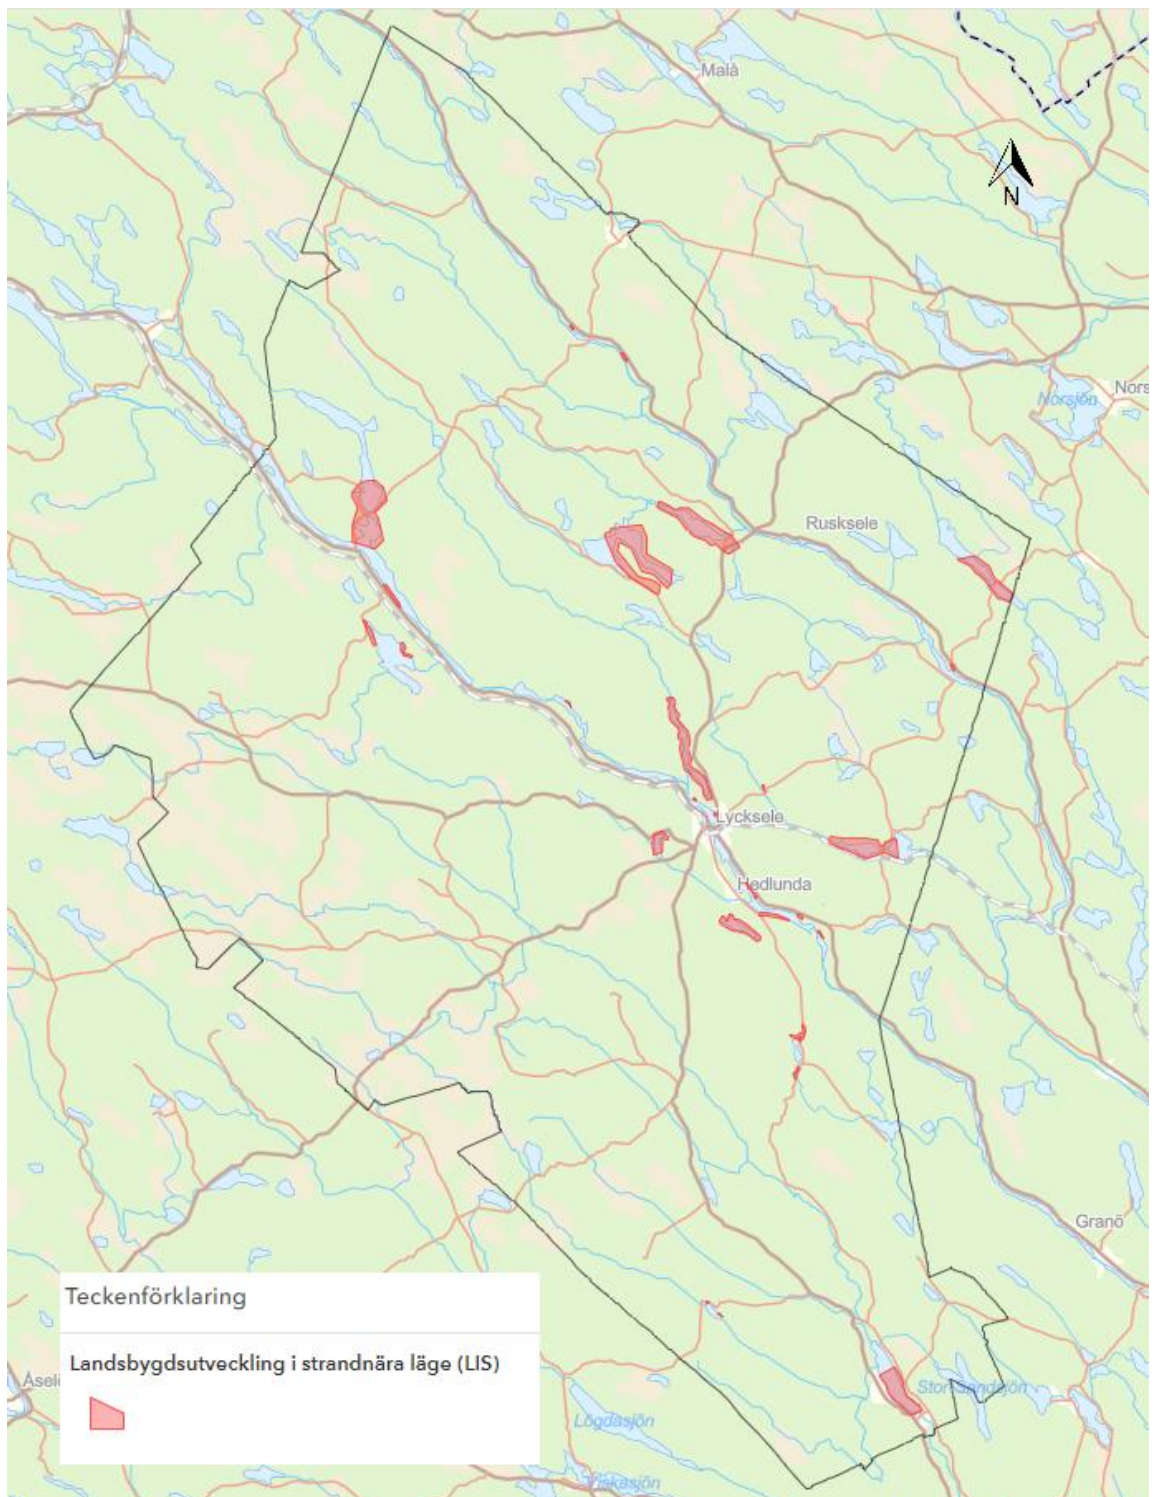 Malå
N
Norsjön
Nors
Rusksele
Lycksele
Hedlunda
Granö
Teckenförklaring
Landsbygdsutveckling i strandnära läge (LIS)
Åsele
Stor-Sandsjön
Lögdasjön